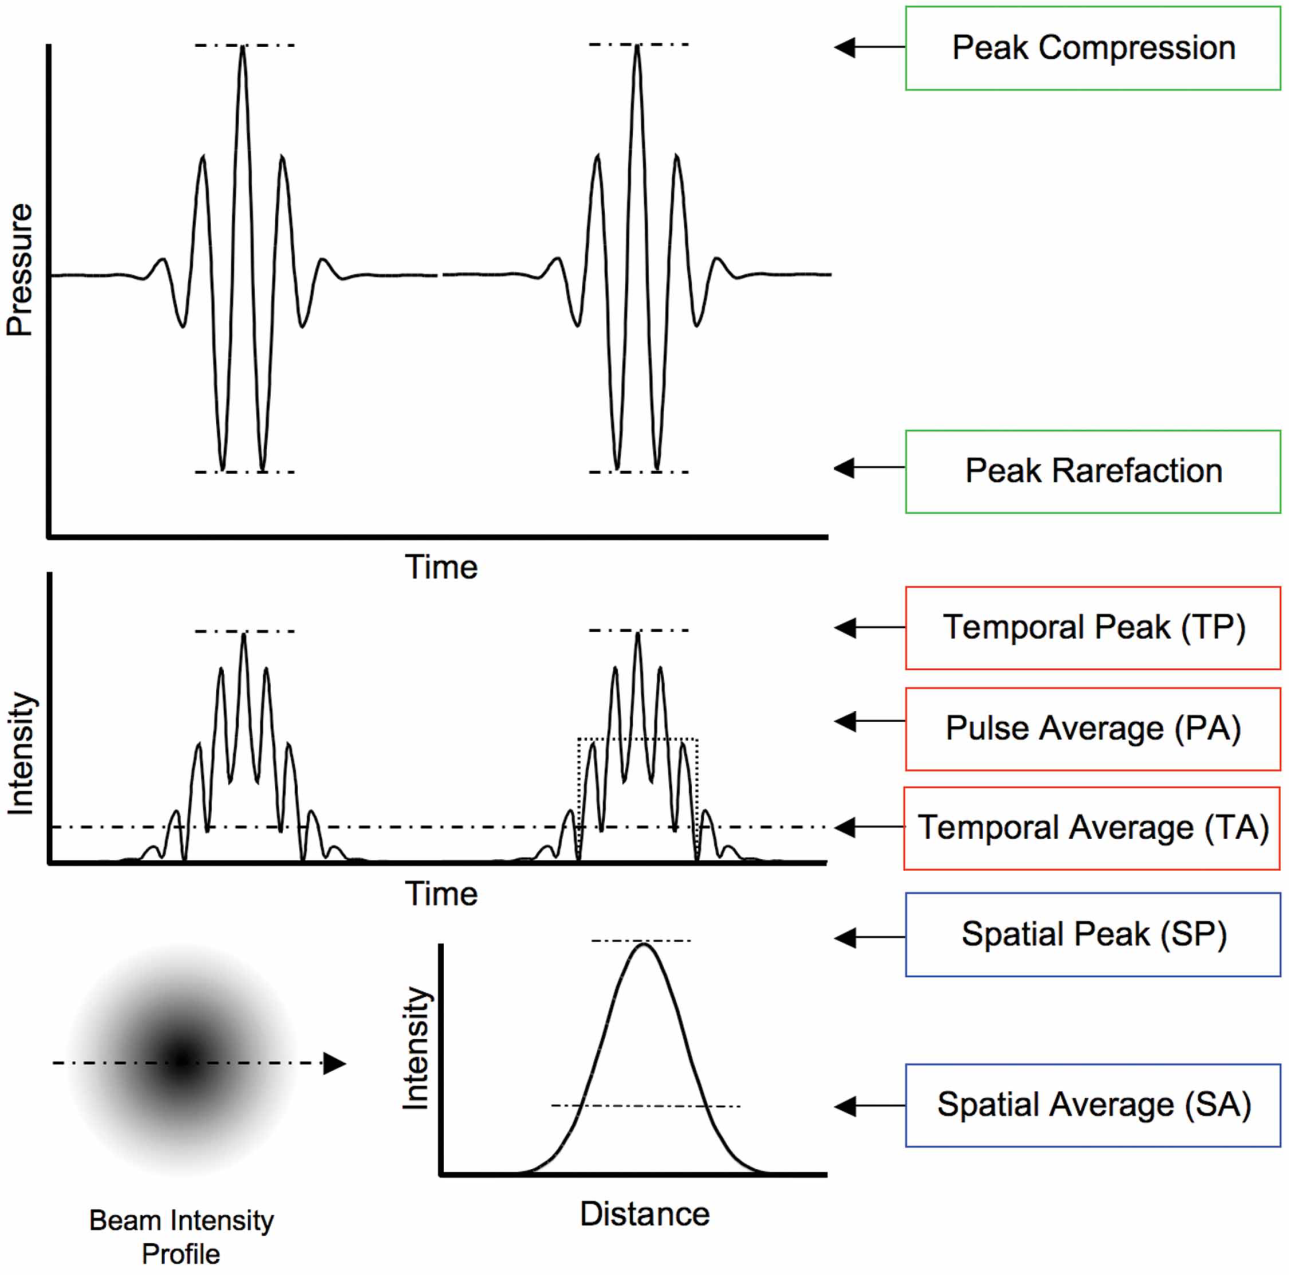 Peak Compression
Pressure
Peak Rarefaction
Time
Temporal Peak (TP)
Intensity
Pulse Average (PA)
Temporal Average (TA)
Time
Spatial Peak (SP)
Intensity
Spatial Average (SA)
Distance
Beam Intensity
Profile